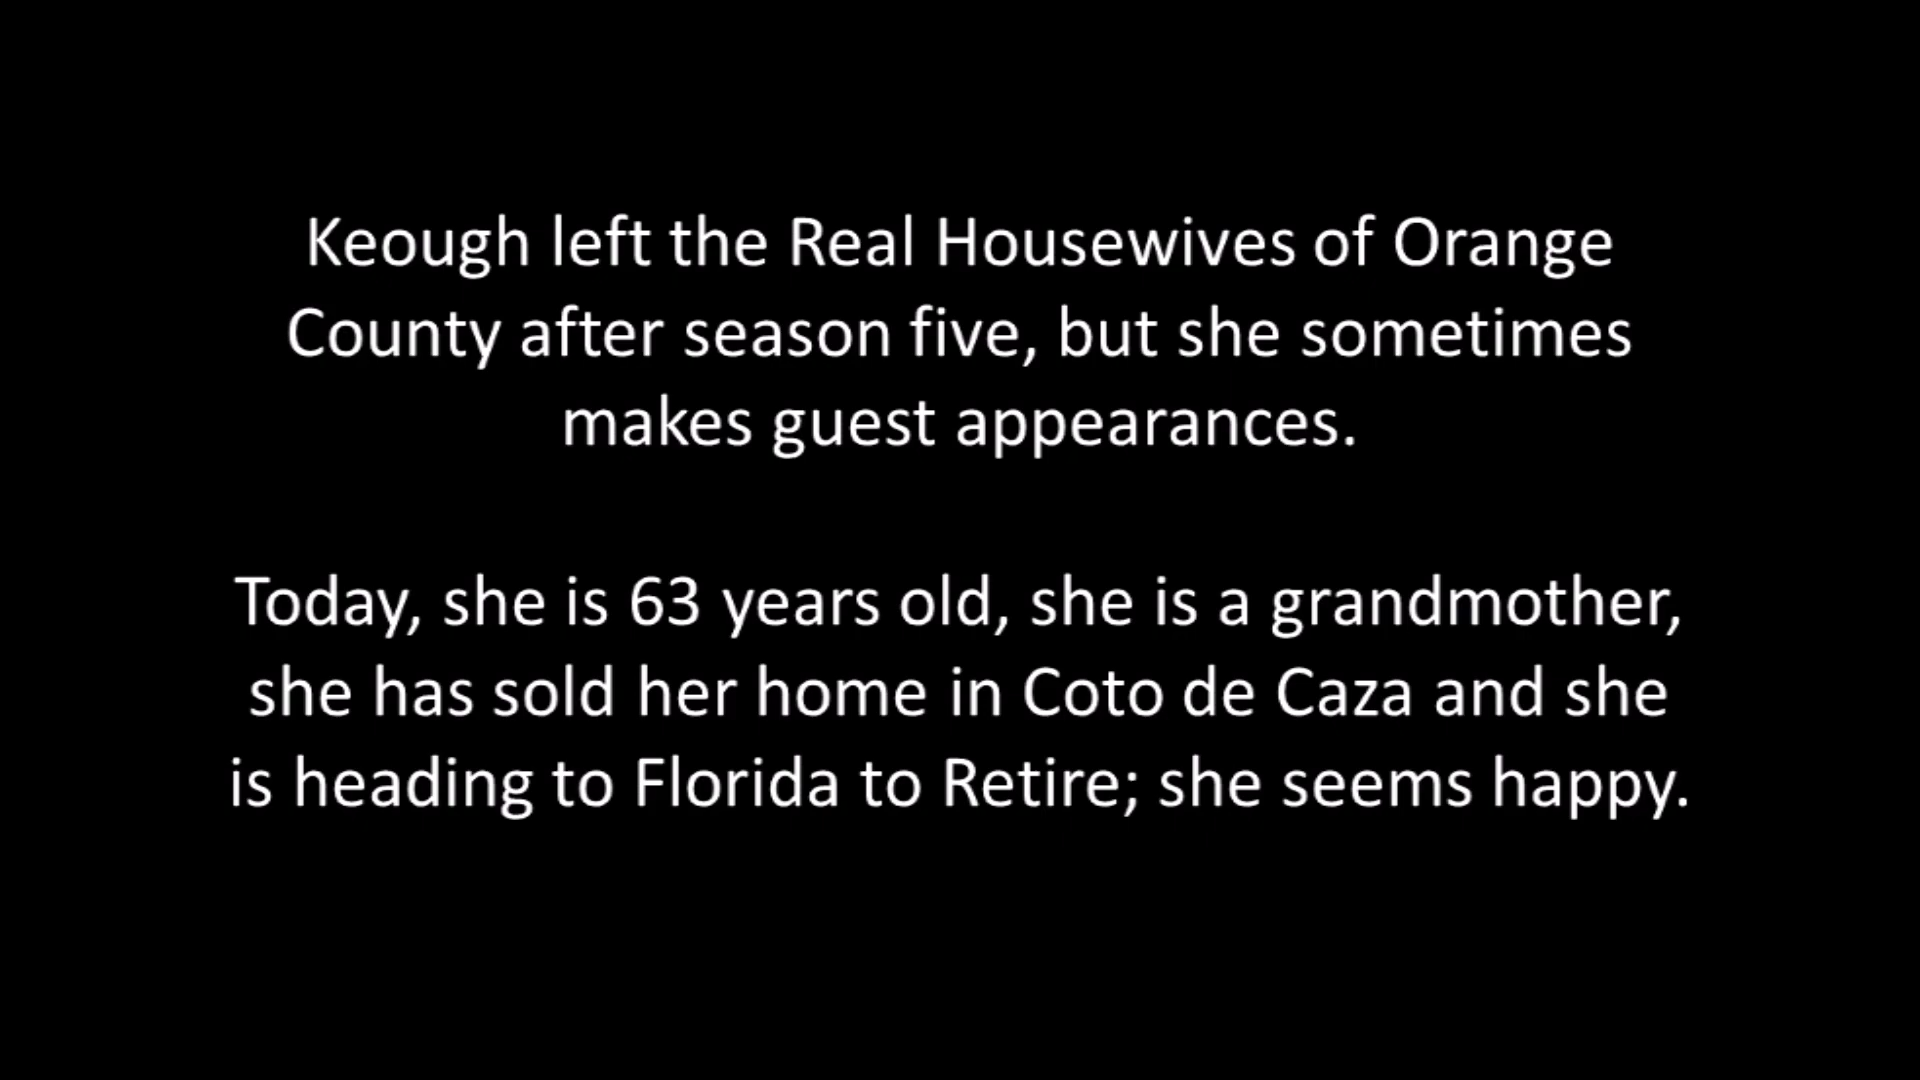 Keough left the Real Housewives of Orange
County after season five, but she sometimes
makes guest appearances.
Today, she is 63 years old, she is a grandmother,
she has sold her home in Coto de Caza and she
is heading to Florida to Retire; she seems happy.